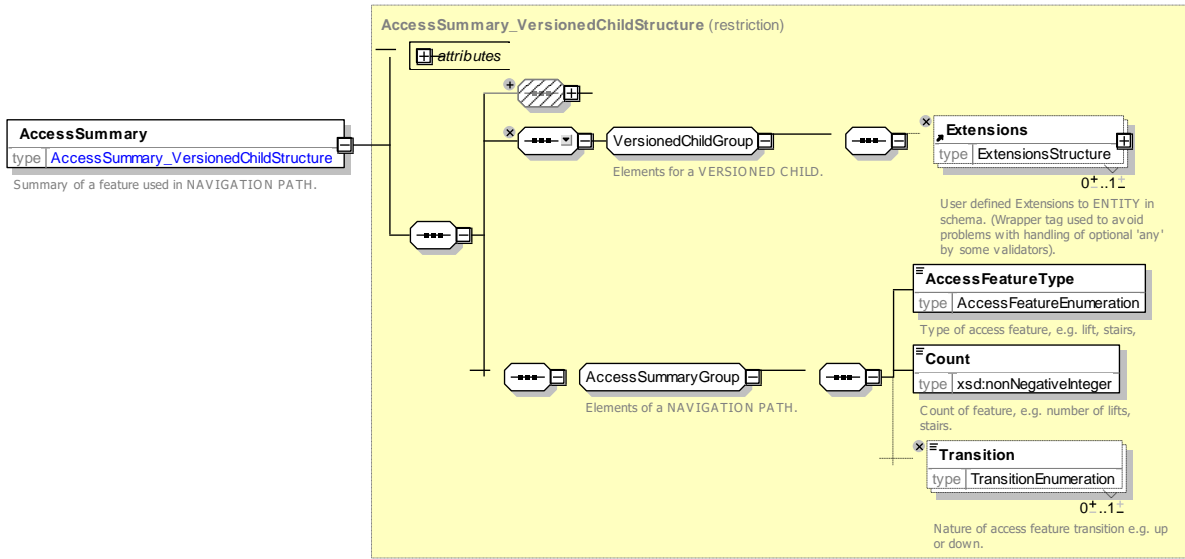 AccessSummary_VersionedChildStructure (restriction)
attributes
AccessSummary
type AccessSummary_VersionedChildStructure
Summary of a feature used in NAVIGATION PATH.
VersionedChildGroup
Elements for a VERSIONED CHILD.
Extensions
type ExtensionsStructure
0..1
User defined Extensions to ENTITY in
schema. (Wrapper tag used to avoid
problems with handling of optional 'any'
by some validators).
AccessFeatureType
type AccessFeatureEnumeration
Type of access feature, e.g. lift, stairs,
AccessSummaryGroup
Elements of a NAVIGATION PATH.
Count
type xsd:nonNegativeInteger
Count of feature, e.g. number of lifts,
stairs.
Transition
type TransitionEnumeration
0..1
Nature of access feature transition e.g. up
or down.